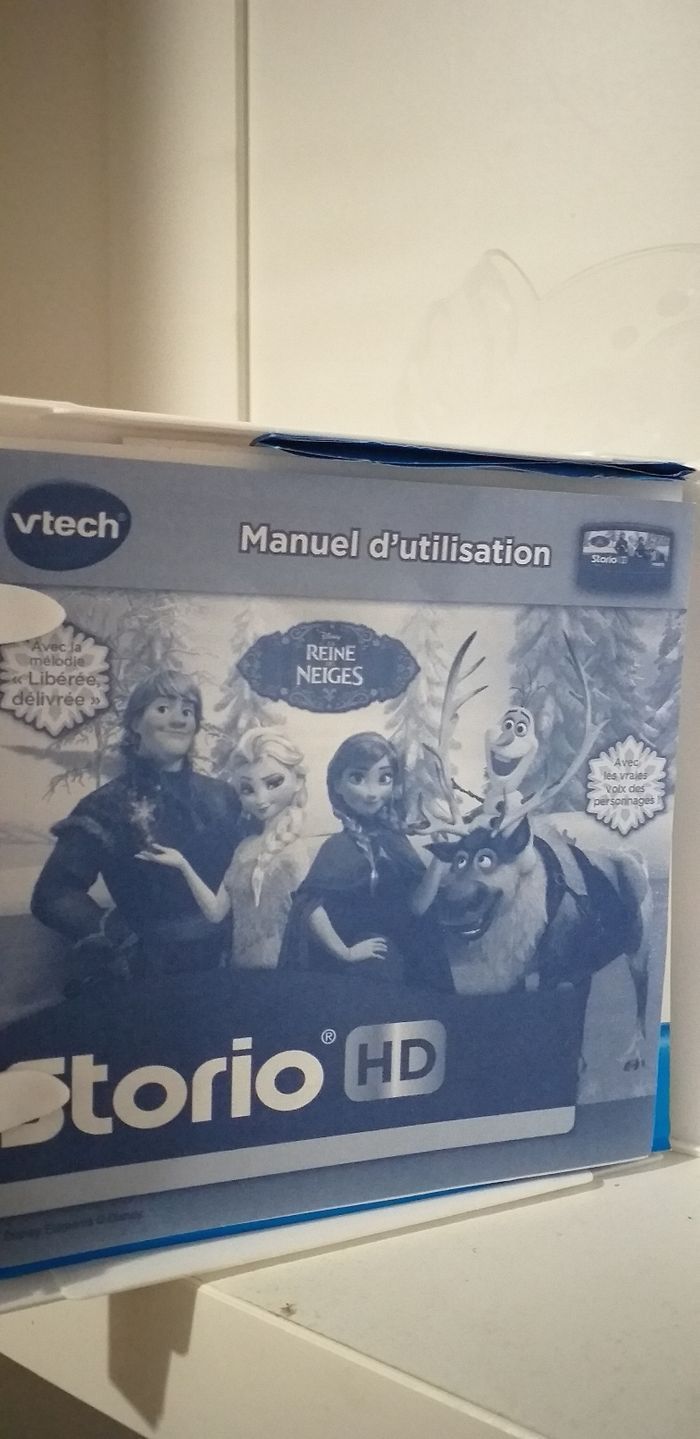 vtech
Manuel d'utilisation
Storio HD
Avec la
mélodie
« Libérée,
délivrée »
Disney
REINE
NEIGES
Avec
les vraies
voix des
personnages
Storio® HD